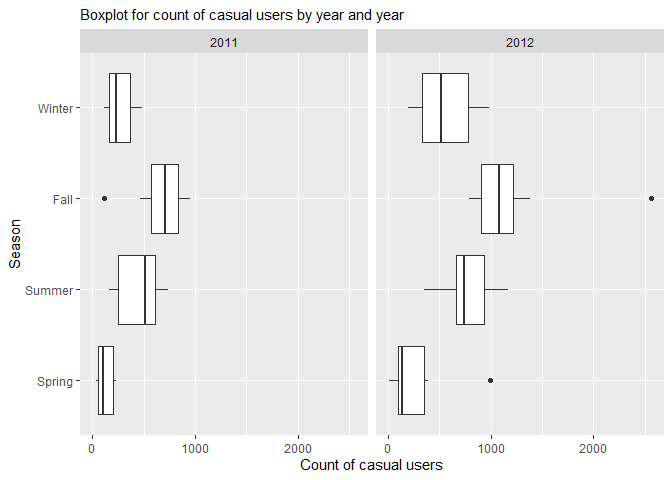 Boxplot for count of casual users by year and year
2011
2012
Winter
Fall
Summer
Spring
Season
0
1000
2000
0
1000
2000
Count of casual users